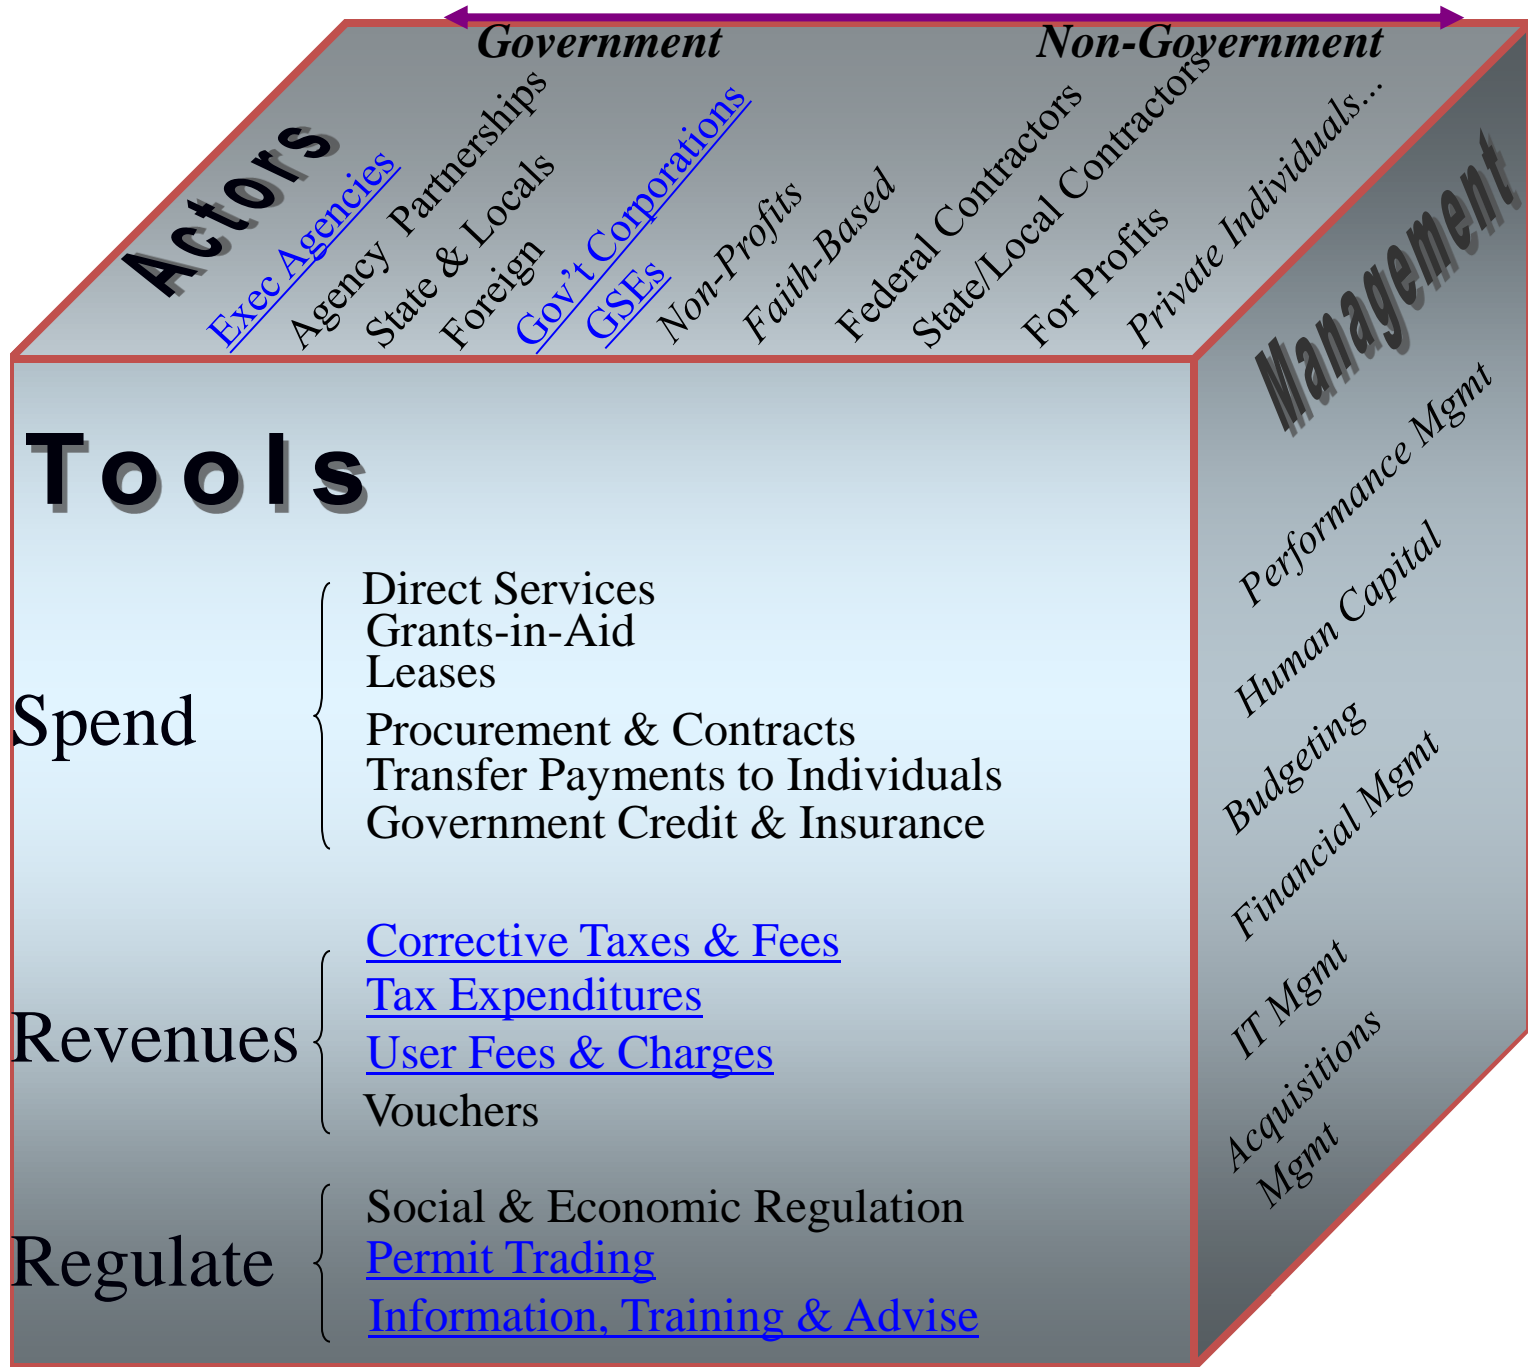 Government
Non-Government
Actors
Exec Agencies
Agency Partnerships
State & Locals
Foreign
Gov't Corporations
GSEs
Non-Profits
Faith-Based
Federal Contractors
State/Local Contractors
For Profits
Private Individuals...
Management
Performance Mgmt
Human Capital
Budgeting
Financial Mgmt
IT Mgmt
Acquisitions
Mgmt
Tools
Spend
Direct Services
Grants-in-Aid
Leases
Procurement & Contracts
Transfer Payments to Individuals
Government Credit & Insurance
Revenues
Corrective Taxes & Fees
Tax Expenditures
User Fees & Charges
Vouchers
Regulate
Social & Economic Regulation
Permit Trading
Information, Training & Advise